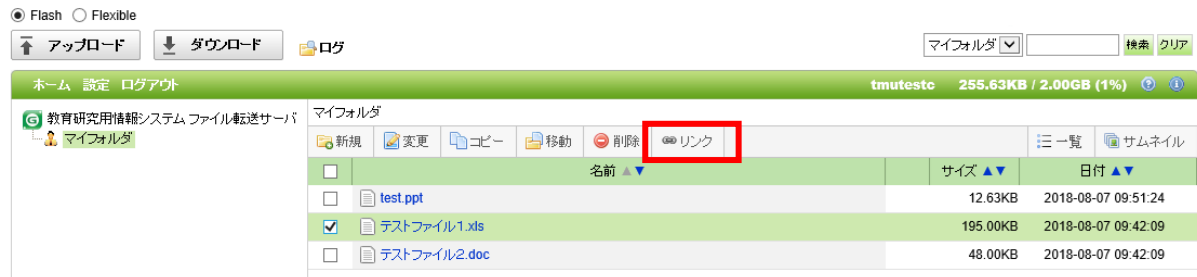 Flash Flexible
アップロード ダウンロード ログ マイフォルダ 検索 クリア
ホーム 設定 ログアウト tmutestc 255.63KB / 2.00GB (1%)
教育研究用情報システム ファイル転送サーバ
マイフォルダ
マイフォルダ
新規 変更 コピー 移動 削除 リンク 一覧 サムネイル
名前 ▲▼ サイズ ▲▼ 日付 ▲▼
test.ppt 12.63KB 2018-08-07 09:51:24
テストファイル1.xls 195.00KB 2018-08-07 09:42:09
テストファイル2.doc 48.00KB 2018-08-07 09:42:09